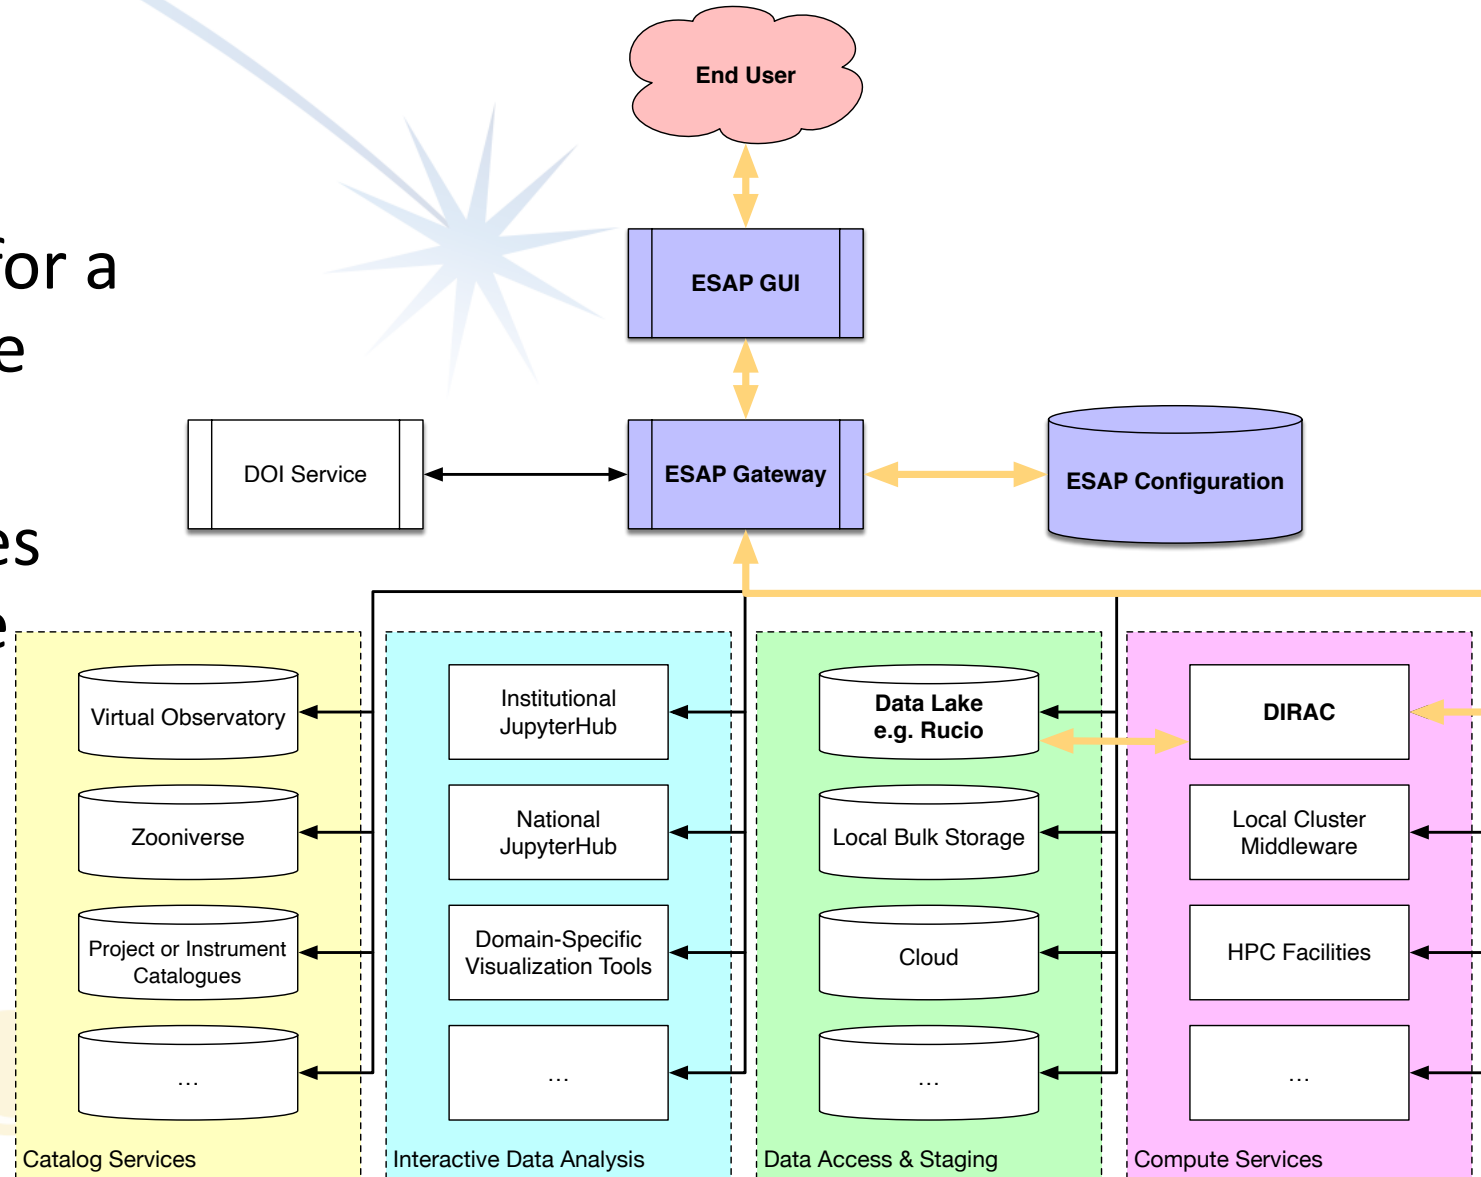 End User
for a
e
ESAP GUI
DOI Service
ESAP Gateway
ESAP Configuration
es
e
Virtual Observatory
Zooniverse
Project or Instrument
Catalogues
...
Catalog Services
Institutional
JupyterHub
National
JupyterHub
Domain-Specific
Visualization Tools
...
Interactive Data Analysis
Data Lake
e.g. Rucio
Local Bulk Storage
Cloud
...
Data Access & Staging
DIRAC
Local Cluster
Middleware
HPC Facilities
...
Compute Services